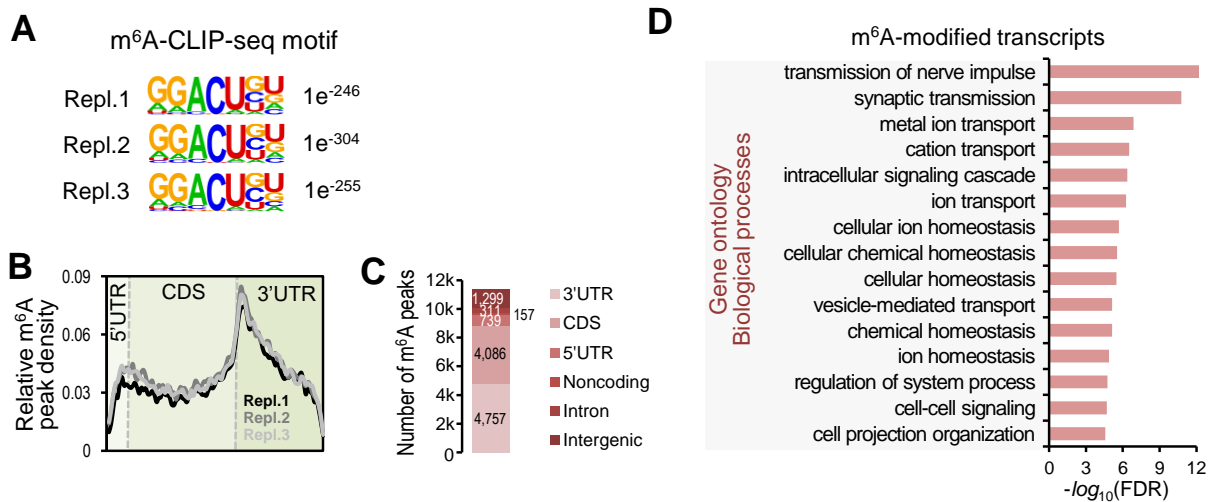 A
m⁶A-CLIP-seq motif
Repl.1 GGACUGU 1e⁻²⁴⁶
Repl.2 GGACUGU 1e⁻³⁰⁴
Repl.3 GGACUGU 1e⁻²⁵⁵
B
Relative m⁶A
peak density
0.09
0.06
0.03
0
5'UTR
CDS
3'UTR
Repl.1
Repl.2
Repl.3
C
Number of m⁶A peaks
12k
10k
8k
6k
4k
2k
0
1,299
311
157
739
4,086
4,757
3'UTR
CDS
5'UTR
Noncoding
Intron
Intergenic
D
m⁶A-modified transcripts
Gene ontology
Biological processes
transmission of nerve impulse
synaptic transmission
metal ion transport
cation transport
intracellular signaling cascade
ion transport
cellular ion homeostasis
cellular chemical homeostasis
cellular homeostasis
vesicle-mediated transport
chemical homeostasis
ion homeostasis
regulation of system process
cell-cell signaling
cell projection organization
0 3 6 9 12
-log₁₀(FDR)